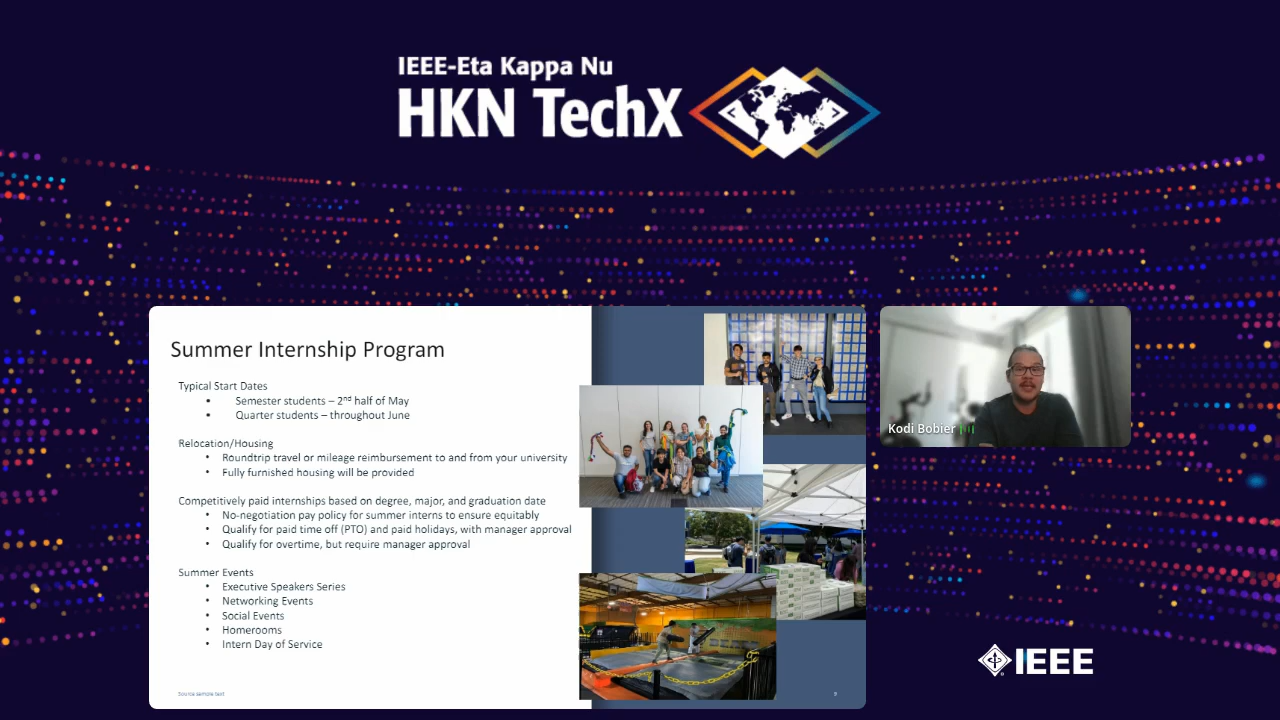 IEEE-Eta Kappa Nu
HKN TechX
Summer Internship Program
Typical Start Dates
• Semester students – 2nd half of May
• Quarter students – throughout June
Relocation/Housing
• Roundtrip travel or mileage reimbursement to and from your university
• Fully furnished housing will be provided
Competitively paid internships based on degree, major, and graduation date
• No-negotiation pay policy for summer interns to ensure equitably
• Qualify for paid time off (PTO) and paid holidays, with manager approval
• Qualify for overtime, but require manager approval
Summer Events
• Executive Speakers Series
• Networking Events
• Social Events
• Homerooms
• Intern Day of Service
Source sample text
9
Kodi Bobier
IEEE